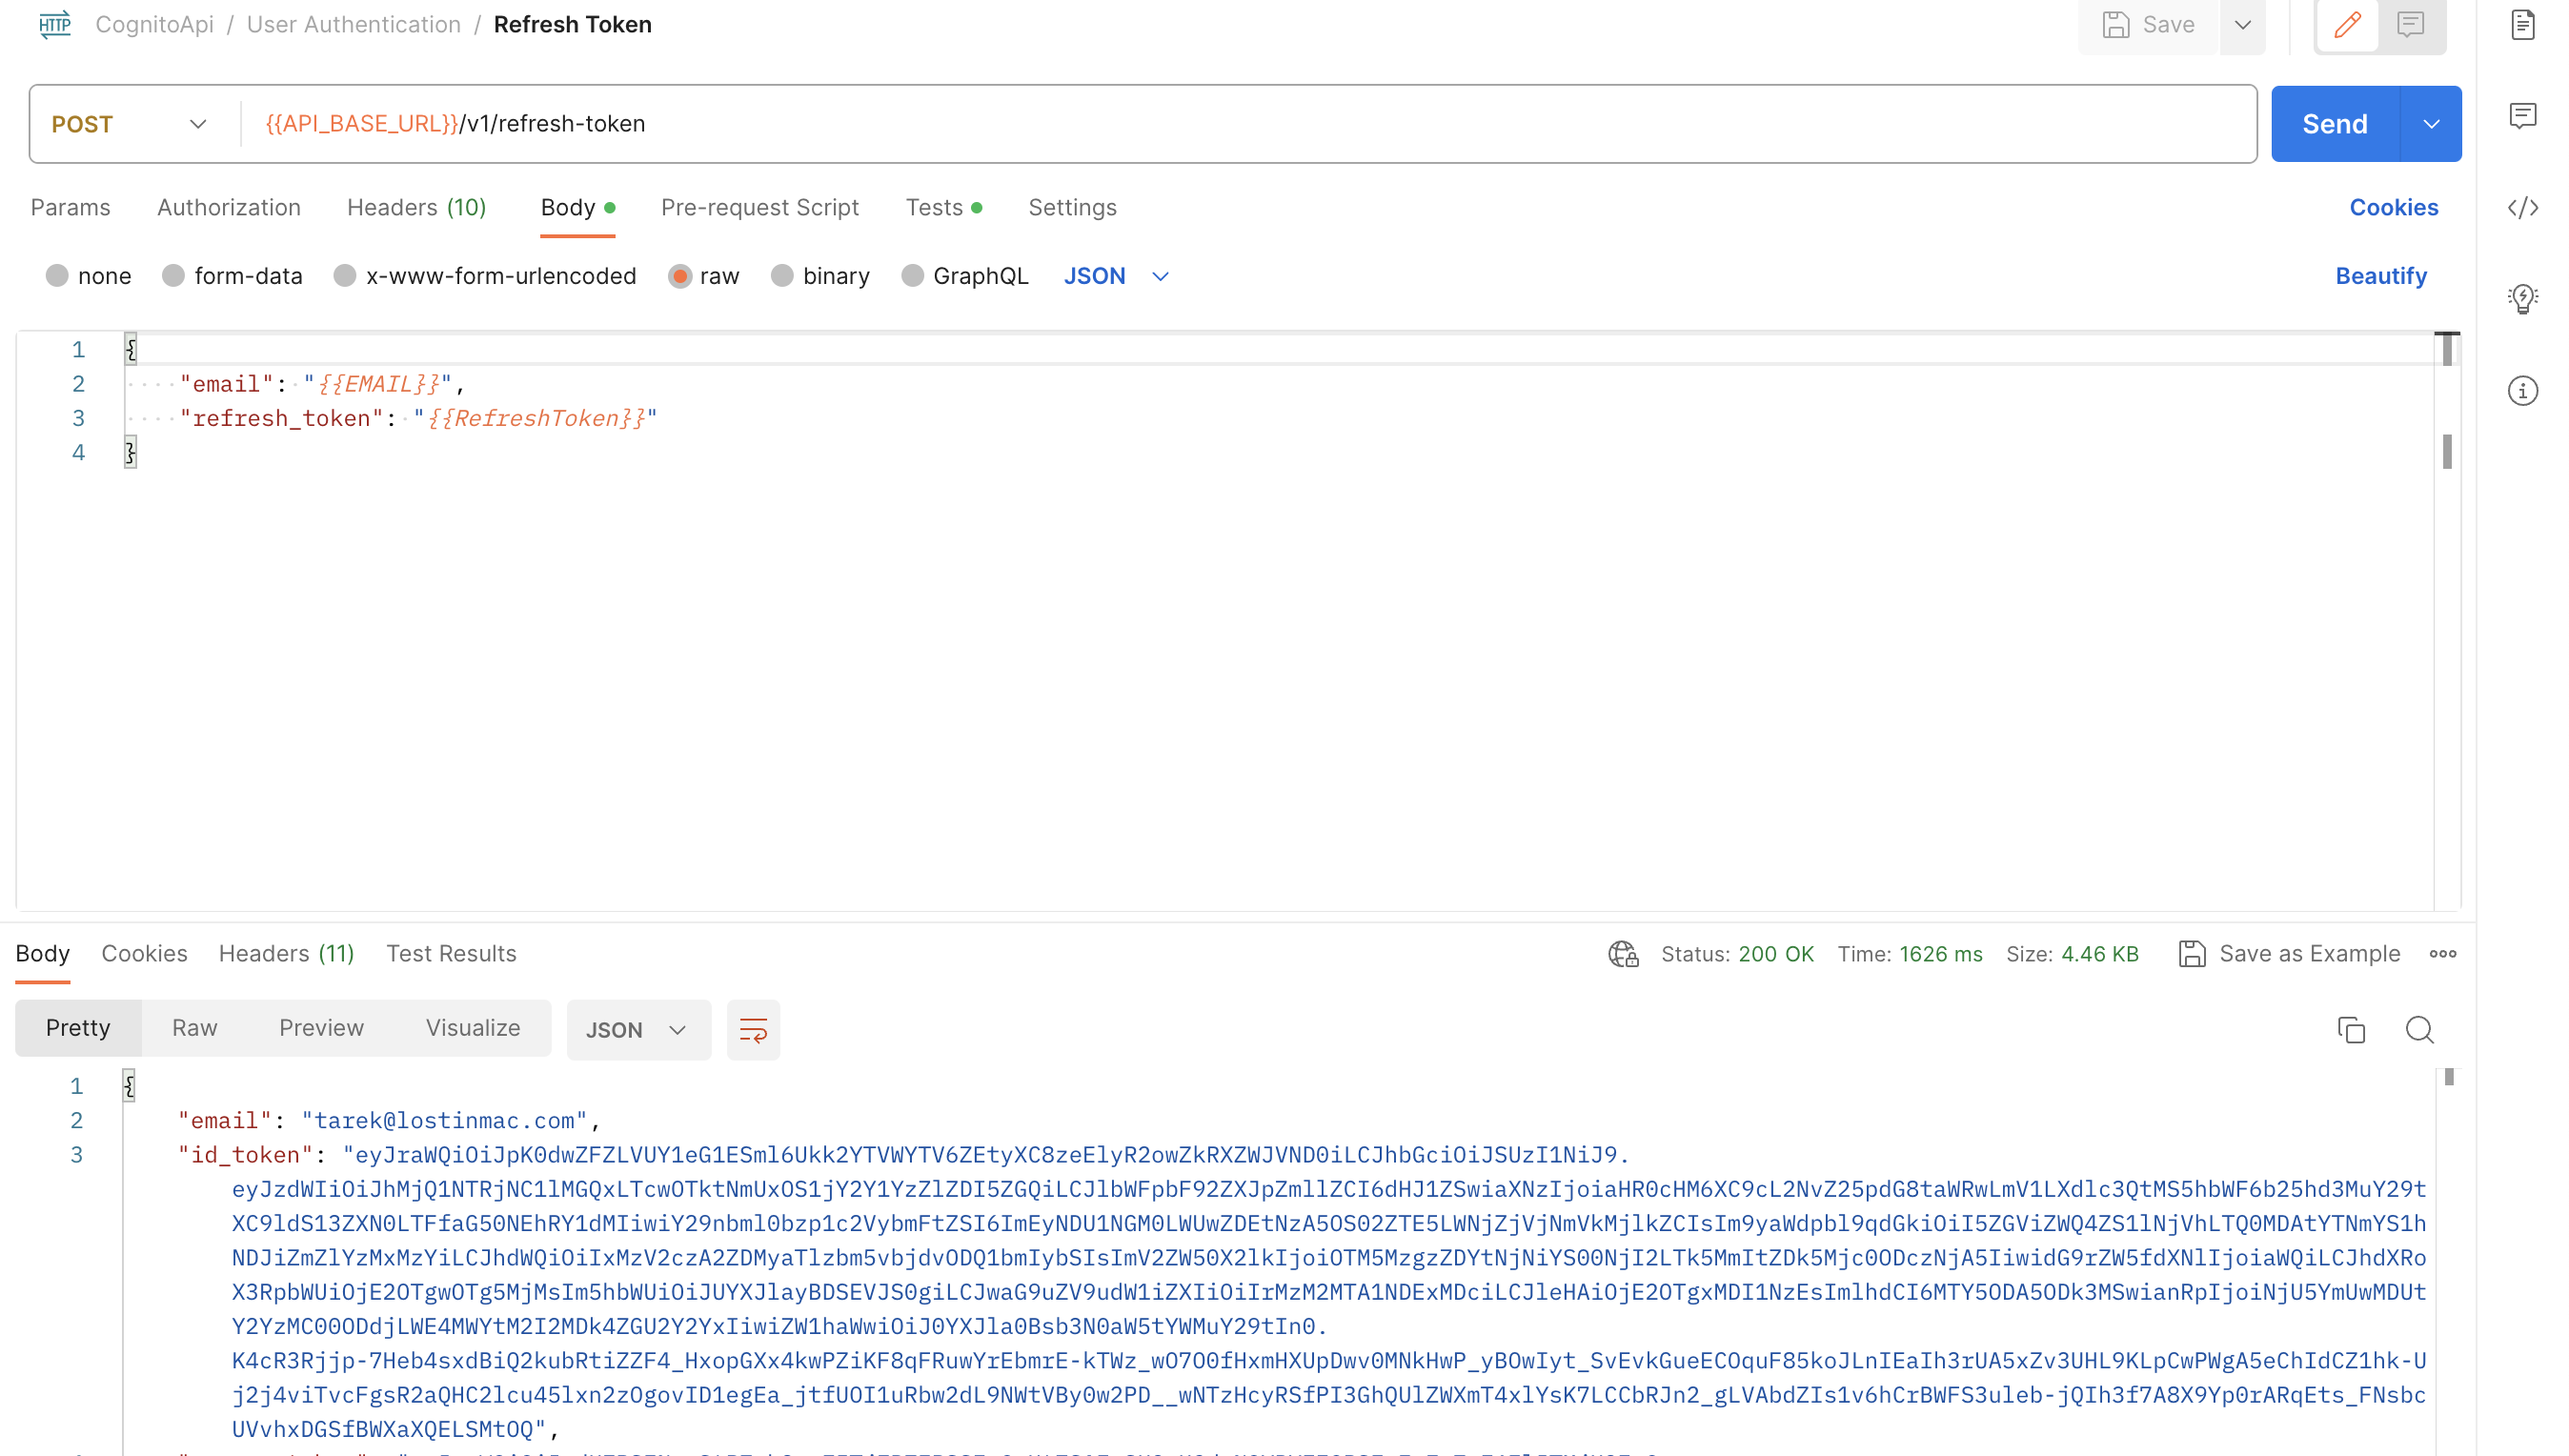 HTTP CognitoApi / User Authentication / Refresh Token Save
POST {{API_BASE_URL}}/v1/refresh-token Send
Params Authorization Headers (10) Body Pre-request Script Tests Settings Cookies
none form-data x-www-form-urlencoded raw binary GraphQL JSON Beautify
1 {
2 "email": "{{EMAIL}}",
3 "refresh_token": "{{RefreshToken}}"
4 }
Body Cookies Headers (11) Test Results Status: 200 OK Time: 1626 ms Size: 4.46 KB Save as Example
Pretty Raw Preview Visualize JSON
1 {
2 "email": "tarek@lostinmac.com",
3 "id_token": "eyJraWQiOiJpK0dwZFZLVUY1eG1ESml6Ukk2YTVWYTV6ZEtyXC8zeElyR2owZkRXZWJVND0iLCJhbGciOiJSUzI1NiJ9.
eyJzdWIiOiJhMjQ1NTRjNC1lMGQxLTcwOTktNmUxOS1jY2Y1YzZlZDI5ZGQiLCJlbWFpbF92ZXJpZmllZCI6dHJ1ZSwiaXNzIjoiaHR0cHM6XC9cL2NvZ25pdG8taWRwLmV1LXdlc3QtMS5hbWF6b25hd3MuY29t
XC9ldS13ZXN0LTFfaG50NEhRY1dMIiwiY29nbml0bzp1c2VybmFtZSI6ImEyNDU1NGM0LWUwZDEtNzA5OS02ZTE5LWNjZjVjNmVkMjlkZCIsIm9yaWdpbl9qdGkiOiI5ZGViZWQ4ZS1lNjVhLTQ0MDAtYTNmYS1h
NDJiZmZlYzMxMzYiLCJhdWQiOiIxMzV2czA2ZDMyaTlzbm5vbjdvODQ1bmIybSIsImV2ZW50X2lkIjoiOTM5MzgzZDYtNjNiYS00NjI2LTk5MmItZDk5Mjc0ODczNjA5IiwidG9rZW5fdXNlIjoiaWQiLCJhdXRo
X3RpbWUiOjE2OTgwOTg5MjMsIm5hbWUiOiJUYXJlayBDSEVJS0giLCJwaG9uZV9udW1iZXIiOiIrMzM2MTA1NDExMDciLCJleHAiOjE2OTgxMDI1NzEsImlhdCI6MTY5ODA5ODk3MSwianRpIjoiNjU5YmUwMDUt
Y2YzMC00ODdjLWE4MWYtM2I2MDk4ZGU2Y2YxIiwiZW1haWwiOiJ0YXJla0Bsb3N0aW5tYWMuY29tIn0.
K4cR3Rjjp-7Heb4sxdBiQ2kubRtiZZF4_HxopGXx4kwPZiKF8qFRuwYrEbmrE-kTWz_wO7O0fHxmHXUpDwv0MNkHwP_yBOwIyt_SvEvkGueECOquF85koJLnIEaIh3rUA5xZv3UHL9KLpCwPWgA5eChIdCZ1hk-U
j2j4viTvcFgsR2aQHC2lcu45lxn2zOgovID1egEa_jtfUOI1uRbw2dL9NWtVBy0w2PD__wNTzHcyRSfPI3GhQUlZWXmT4xlYsK7LCCbRJn2_gLVAbdZIs1v6hCrBWFS3uleb-jQIh3f7A8X9Yp0rARqEts_FNsbc
UVvhxDGSfBWXaXQELSMtOQ",